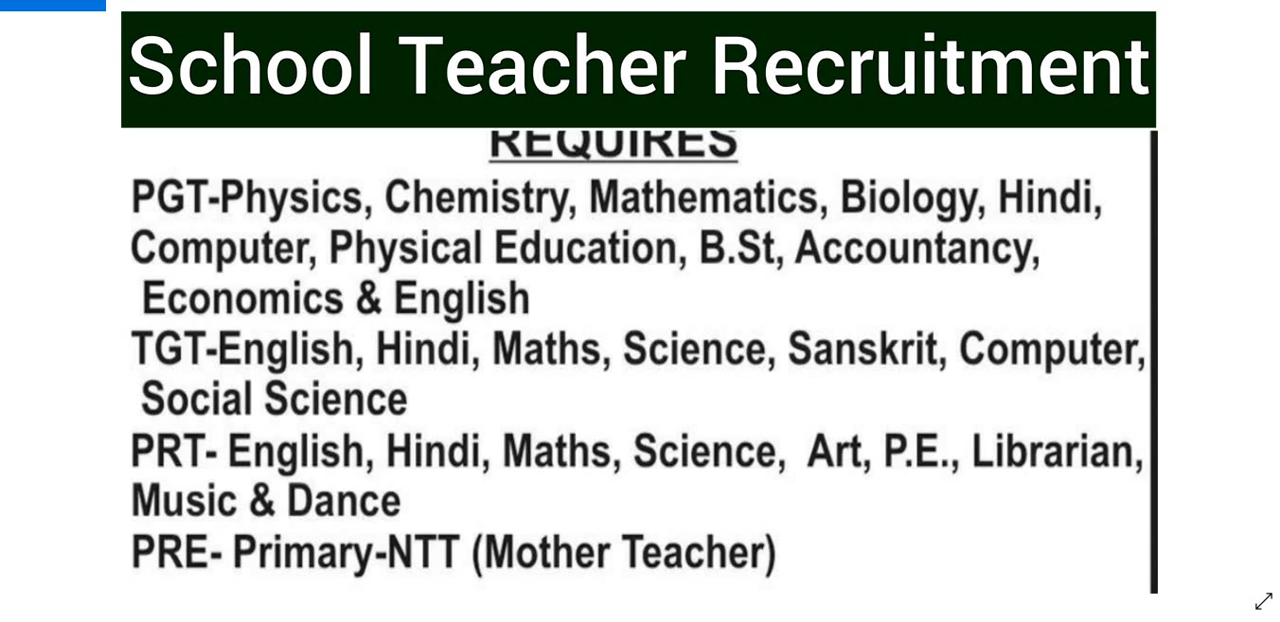 School Teacher Recruitment
REQUIRES
PGT-Physics, Chemistry, Mathematics, Biology, Hindi,
Computer, Physical Education, B.St, Accountancy,
Economics & English
TGT-English, Hindi, Maths, Science, Sanskrit, Computer,
Social Science
PRT- English, Hindi, Maths, Science, Art, P.E., Librarian,
Music & Dance
PRE- Primary-NTT (Mother Teacher)